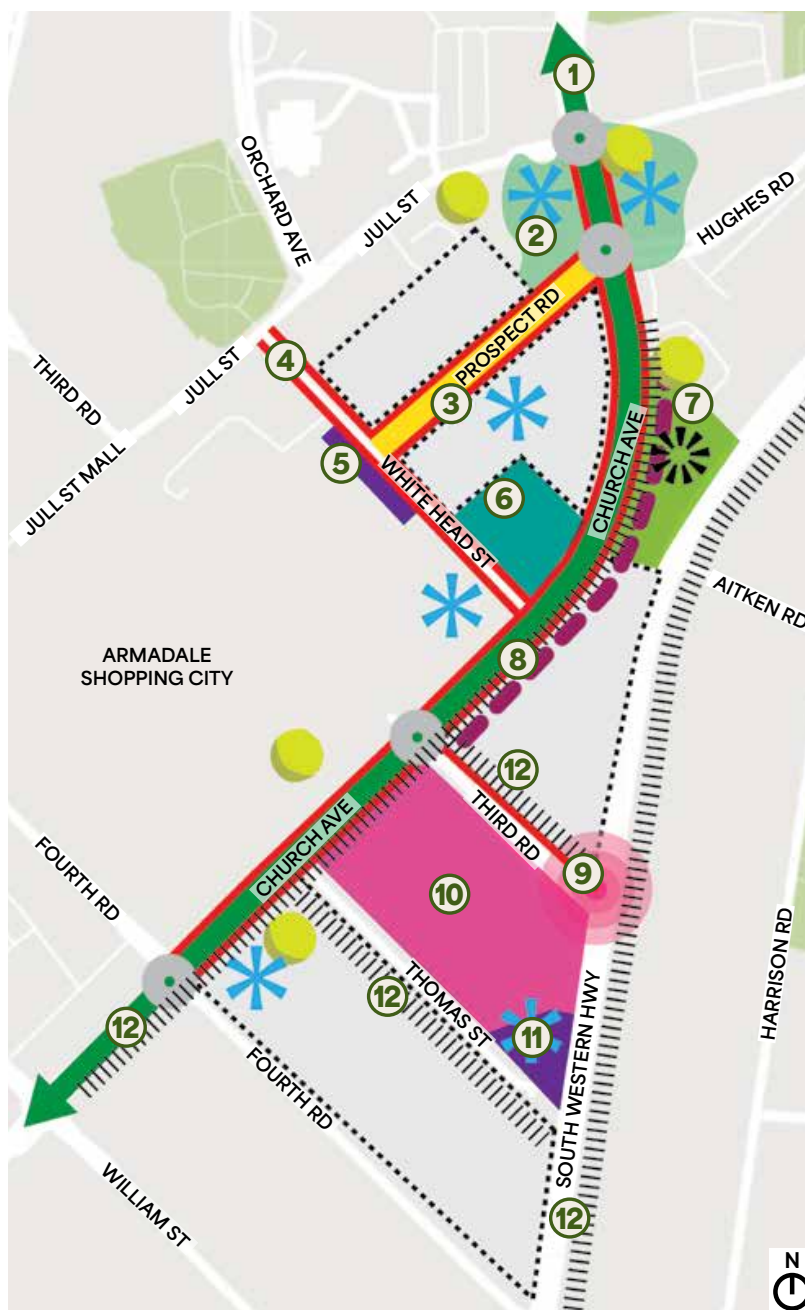 1
ORCHARD AVE
JULL ST
2
HUGHES RD
PROSPECT RD
THIRD RD
JULL ST
4
3
7
JULL ST MALL
5
WHITE HEAD ST
6
CHURCH AVE
AITKEN RD
ARMADALE
SHOPPING CITY
8
12
THIRD RD
CHURCH AVE
FOURTH RD
9
10
HARRISON RD
12
THOMAS ST
11
12
FOURTH RD
SOUTH WESTERN HWY
WILLIAM ST
12
N